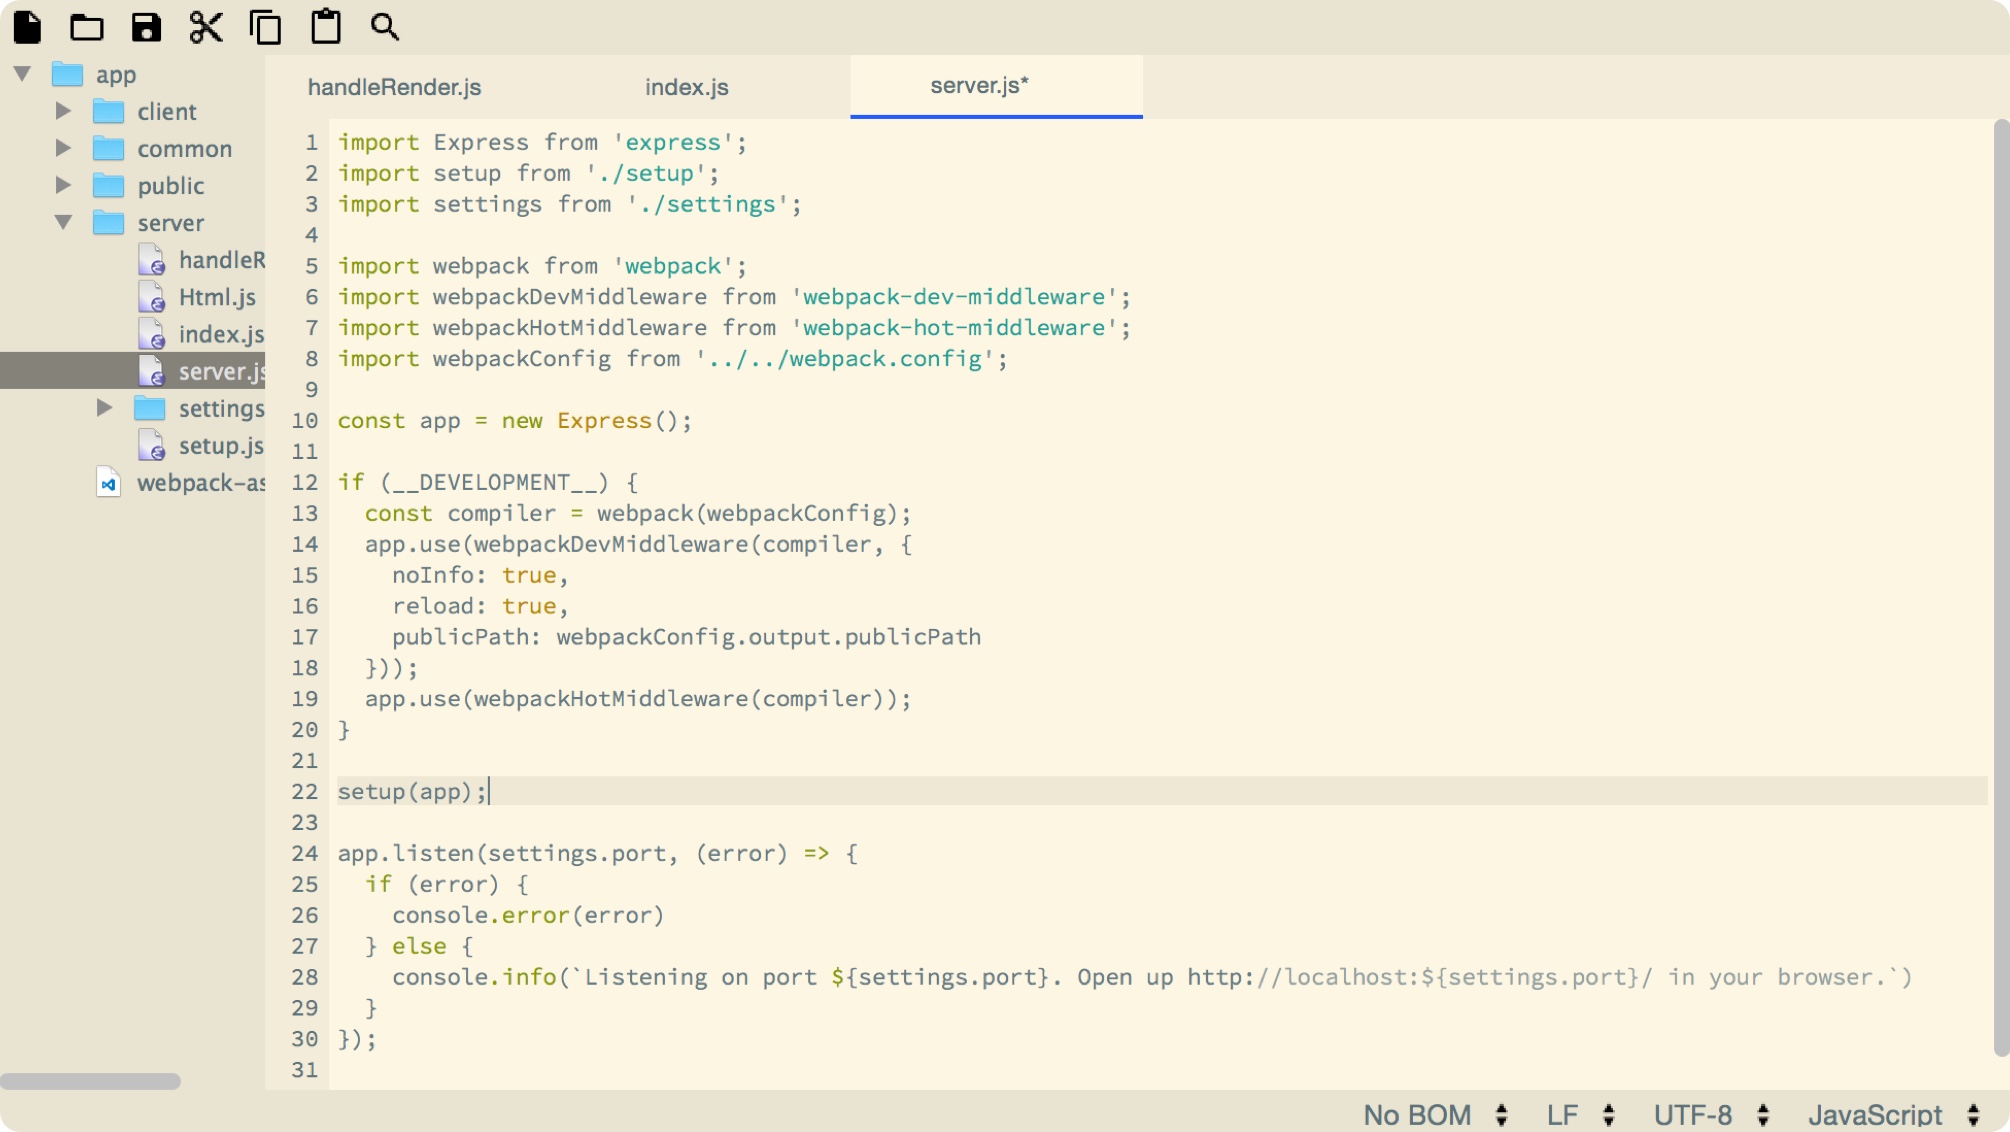 app
client
common
public
server
handleR
Html.js
index.js
server.js
settings
setup.js
webpack-as
handleRender.js
index.js
server.js*
1 import Express from 'express';
2 import setup from './setup';
3 import settings from './settings';
4
5 import webpack from 'webpack';
6 import webpackDevMiddleware from 'webpack-dev-middleware';
7 import webpackHotMiddleware from 'webpack-hot-middleware';
8 import webpackConfig from '../../webpack.config';
9
10 const app = new Express();
11
12 if (__DEVELOPMENT__) {
13   const compiler = webpack(webpackConfig);
14   app.use(webpackDevMiddleware(compiler, {
15     noInfo: true,
16     reload: true,
17     publicPath: webpackConfig.output.publicPath
18   }));
19   app.use(webpackHotMiddleware(compiler));
20 }
21
22 setup(app);
23
24 app.listen(settings.port, (error) => {
25   if (error) {
26     console.error(error)
27   } else {
28     console.info(`Listening on port ${settings.port}. Open up http://localhost:${settings.port}/ in your browser.`)
29   }
30 });
31
No BOM LF UTF-8 JavaScript